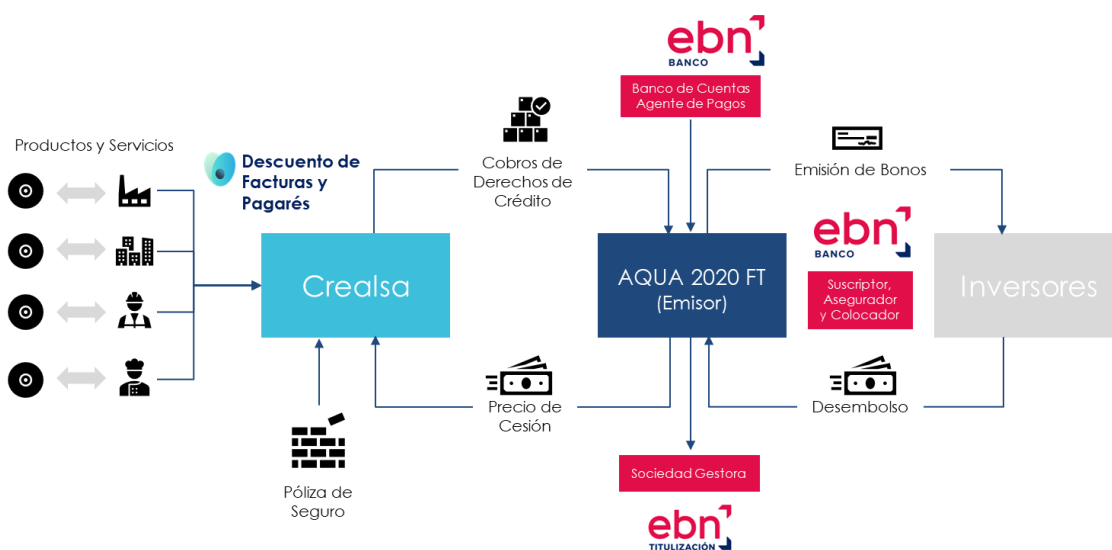 ebn
BANCO
Banco de Cuentas
Agente de Pagos
Productos y Servicios
Descuento de
Facturas y
Pagarés
Cobros de
Derechos de
Crédito
Emisión de Bonos
Crealsa
AQUA 2020 FT
(Emisor)
ebn
BANCO
Suscriptor,
Asegurador
y Colocador
Inversores
Precio de
Cesión
Desembolso
Póliza de
Seguro
Sociedad Gestora
ebn
TITULIZACIÓN